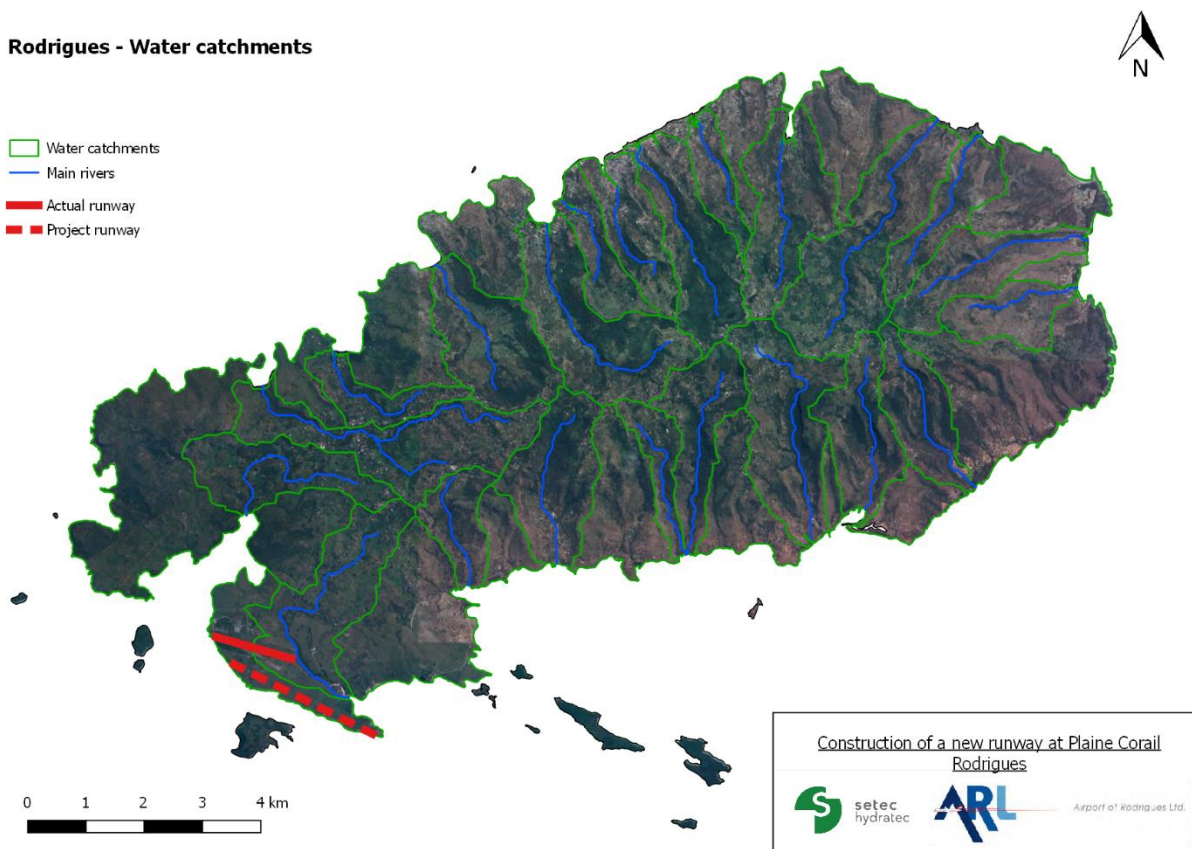 Rodrigues - Water catchments
N
Water catchments
Main rivers
Actual runway
Project runway
0 1 2 3 4 km
Construction of a new runway at Plaine Corail
Rodrigues
setec
hydratec
ARL
Airport of Rodrigues Ltd.